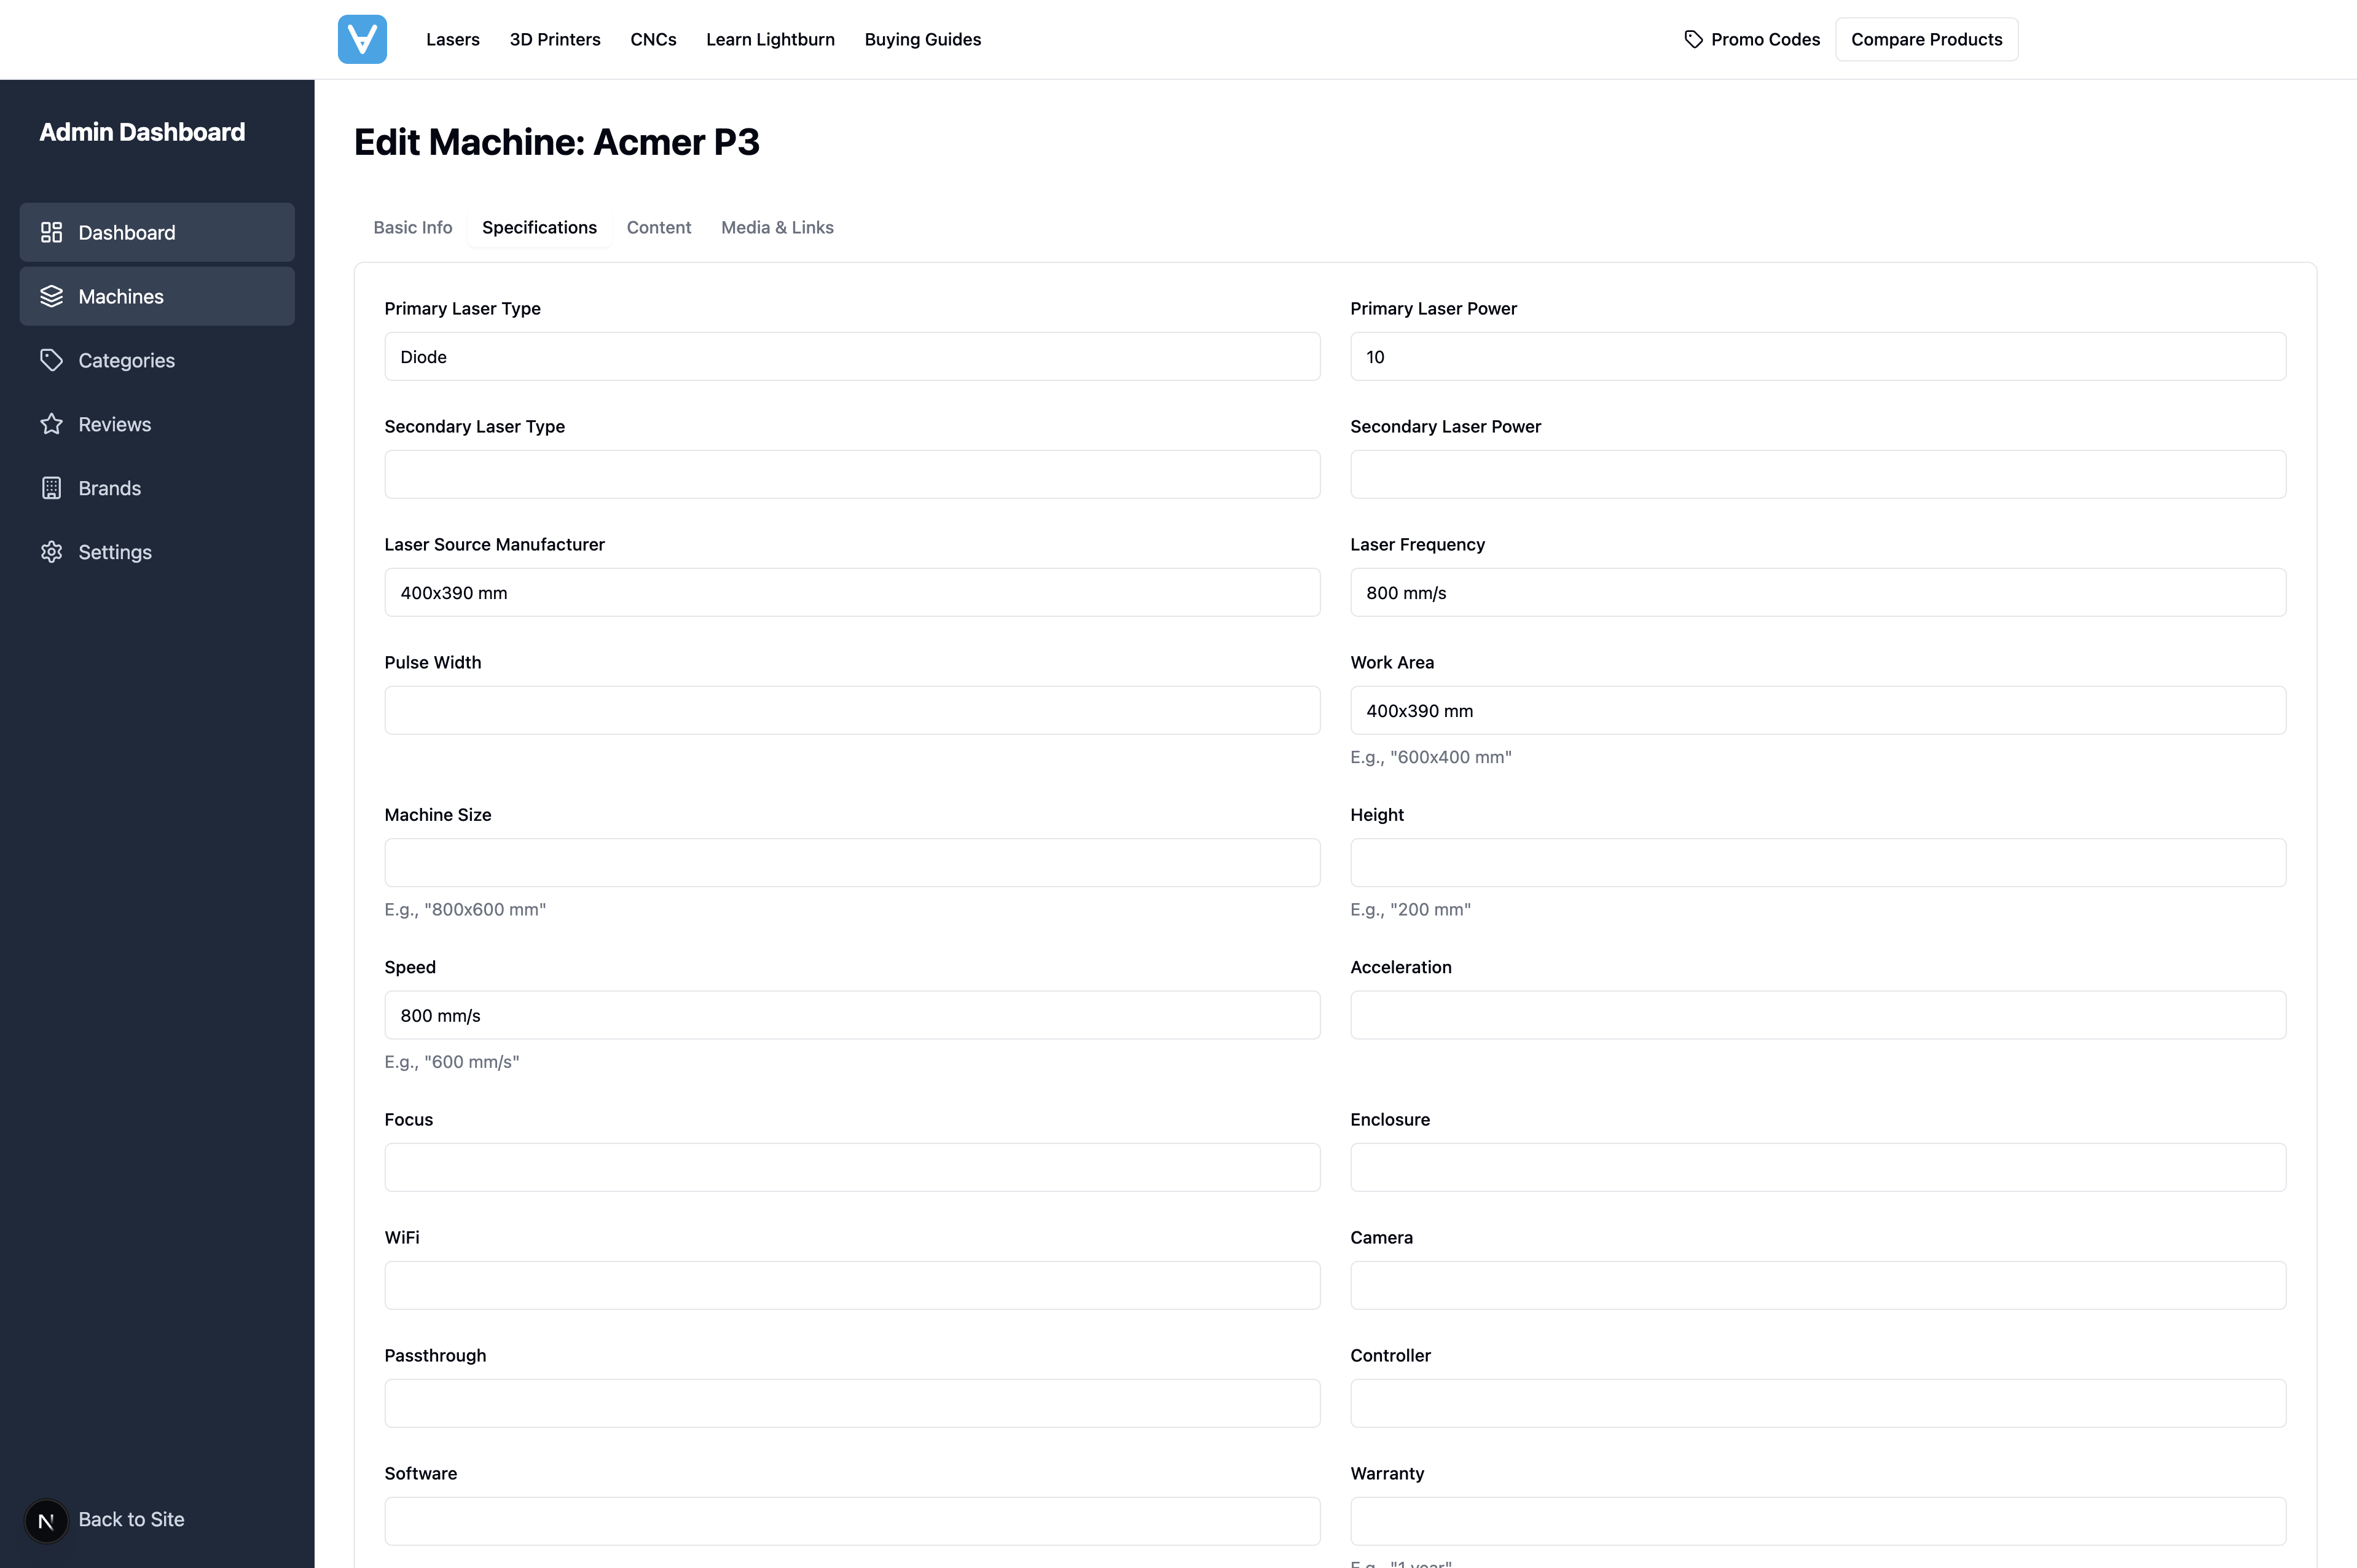 Lasers
3D Printers
CNCs
Learn Lightburn
Buying Guides
Promo Codes
Compare Products
Admin Dashboard
Dashboard
Machines
Categories
Reviews
Brands
Settings
N
Back to Site
Edit Machine: Acmer P3
Basic Info
Specifications
Content
Media & Links
Primary Laser Type
Diode
Primary Laser Power
10
Secondary Laser Type
Secondary Laser Power
Laser Source Manufacturer
400x390 mm
Laser Frequency
800 mm/s
Pulse Width
Work Area
400x390 mm
E.g., "600x400 mm"
Machine Size
E.g., "800x600 mm"
Height
E.g., "200 mm"
Speed
800 mm/s
E.g., "600 mm/s"
Acceleration
Focus
Enclosure
WiFi
Camera
Passthrough
Controller
Software
Warranty
E.g., "1 year"